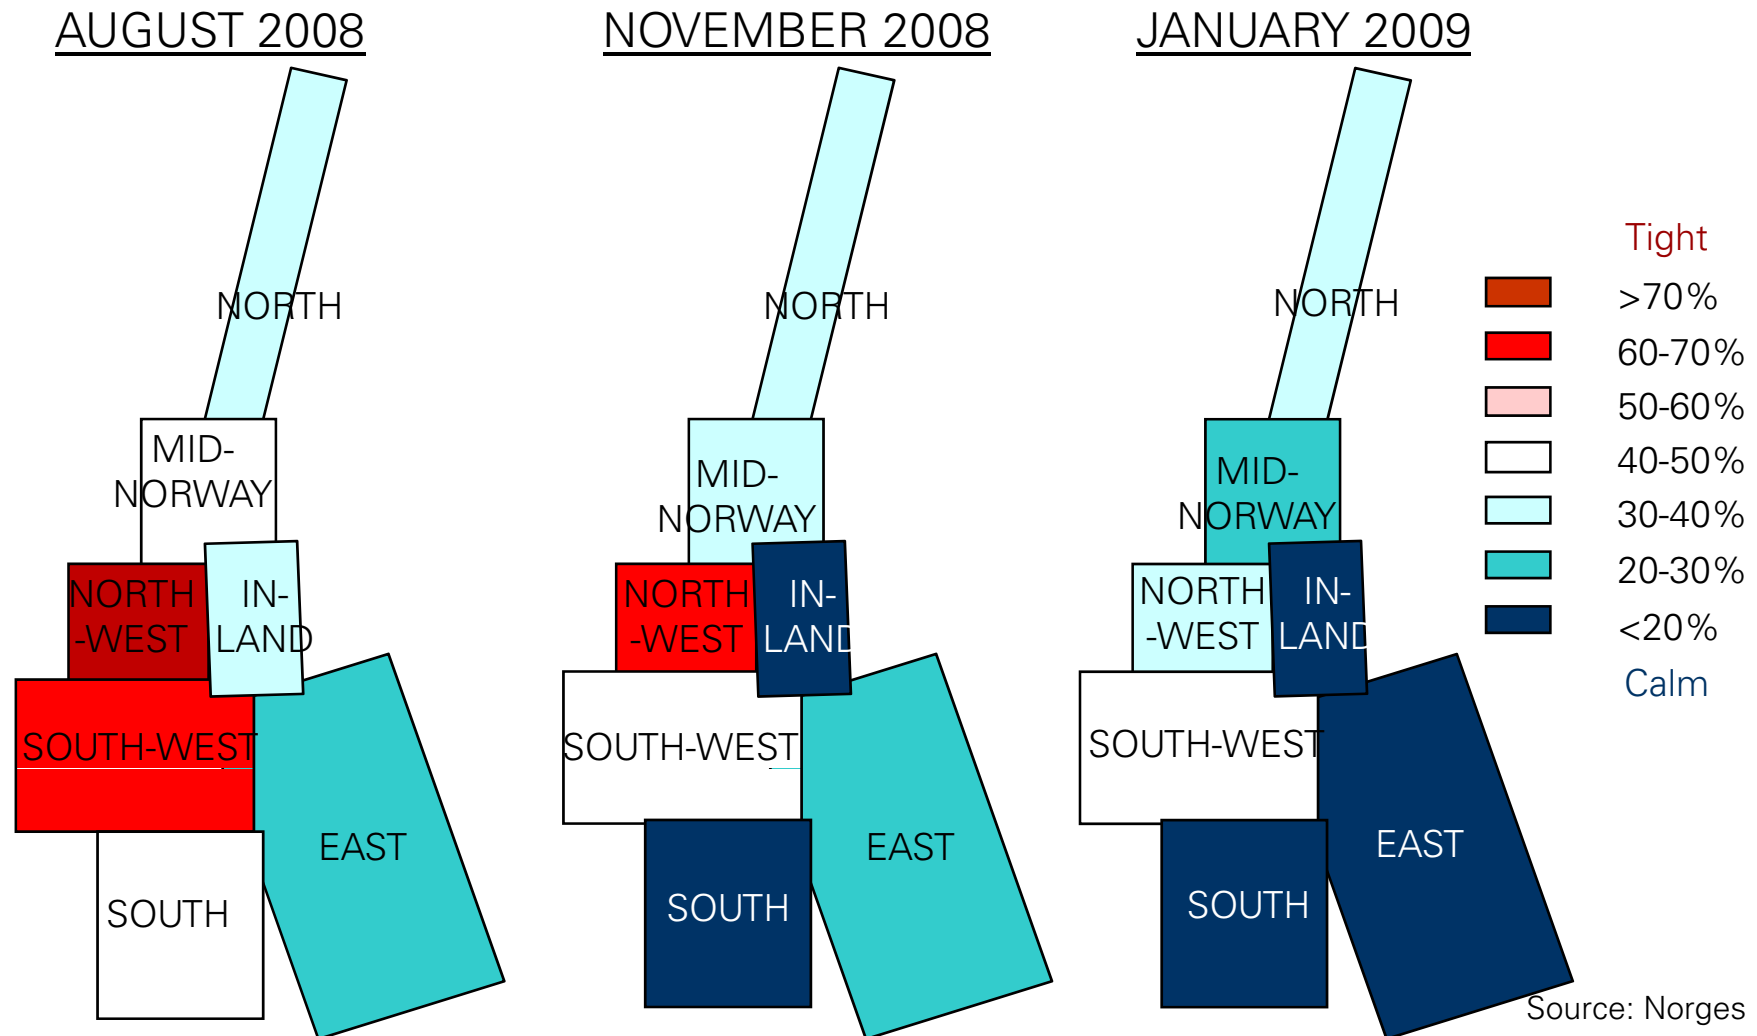 AUGUST 2008
NORTH
MID-
NORWAY
NORTH
-WEST
IN-
LAND
SOUTH-WEST
EAST
SOUTH
NOVEMBER 2008
NORTH
MID-
NORWAY
NORTH
-WEST
IN-
LAND
SOUTH-WEST
EAST
SOUTH
JANUARY 2009
NORTH
MID-
NORWAY
NORTH
-WEST
IN-
LAND
SOUTH-WEST
EAST
SOUTH
Tight
>70%
60-70%
50-60%
40-50%
30-40%
20-30%
<20%
Calm
Source: Norges